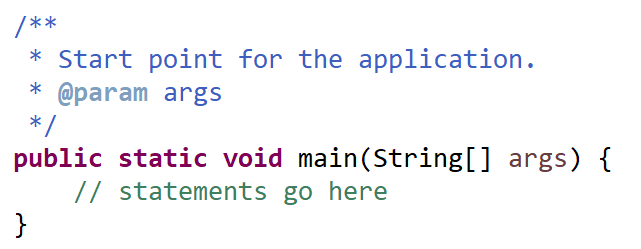 /**
 * Start point for the application.
 * @param args
 */
public static void main(String[] args) {
    // statements go here
}